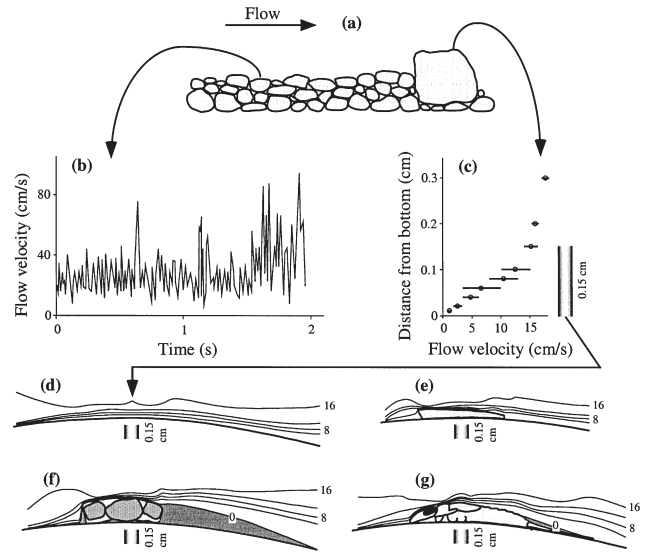 Flow
(a)
(b)
Flow velocity (cm/s)
80
40
0
0
1
2
Time (s)
(c)
Distance from bottom (cm)
0.3
0.2
0.1
0
0
5
10
15
Flow velocity (cm/s)
0.15 cm
(d)
16
8
0.15
cm
(e)
16
8
0.15
cm
(f)
16
8
0
0.15
cm
(g)
16
8
0
0.15
cm